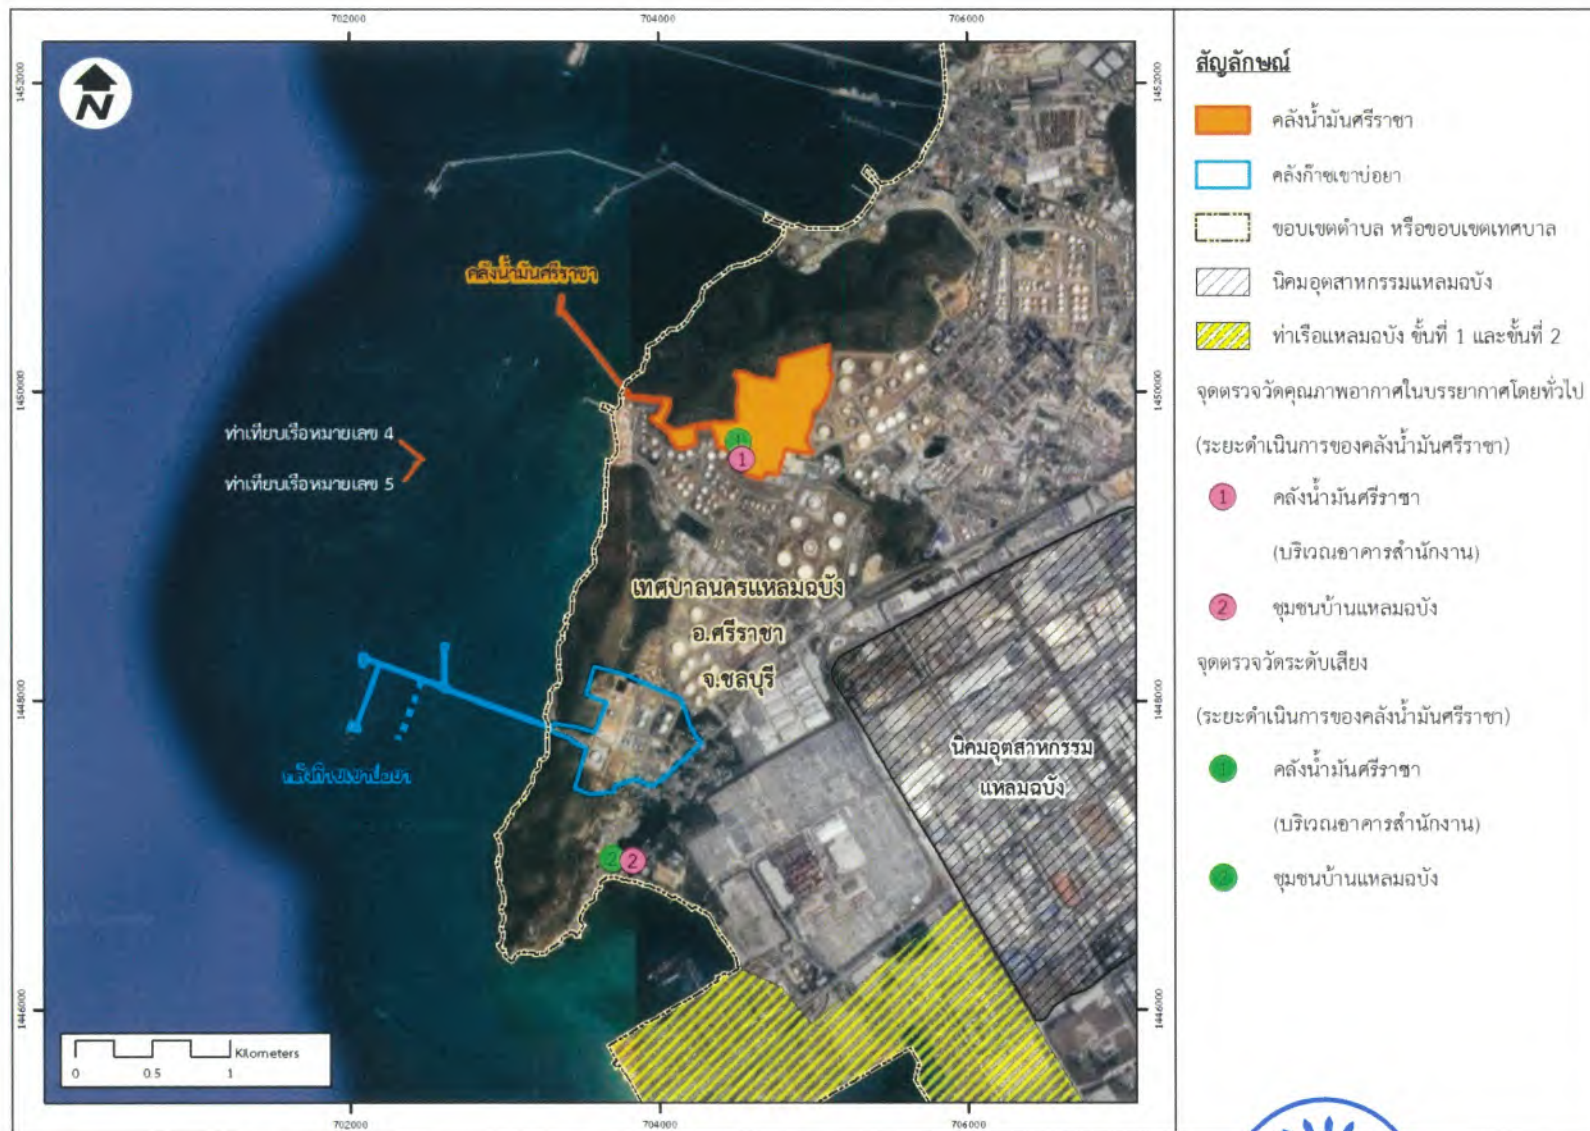 702000
704000
706000
1452000
1452000
N
คลังน้ำมันศรีราชา
1450000
1450000
ท่าเทียบเรือหมายเลข 4
ท่าเทียบเรือหมายเลข 5
1
1
เทศบาลนครแหลมฉบัง
อ.ศรีราชา
จ.ชลบุรี
1448000
1448000
คลังก๊าซเขาบ่อยา
นิคมอุตสาหกรรม
แหลมฉบัง
2
2
1446000
1446000
Kilometers
0
0.5
1
702000
704000
706000
สัญลักษณ์
คลังน้ำมันศรีราชา
คลังก๊าซเขาบ่อยา
ขอบเขตตำบล หรือขอบเขตเทศบาล
นิคมอุตสาหกรรมแหลมฉบัง
ท่าเรือแหลมฉบัง ขั้นที่ 1 และขั้นที่ 2
จุดตรวจวัดคุณภาพอากาศในบรรยากาศโดยทั่วไป
(ระยะดำเนินการของคลังน้ำมันศรีราชา)
1 คลังน้ำมันศรีราชา
(บริเวณอาคารสำนักงาน)
2 ชุมชนบ้านแหลมฉบัง
จุดตรวจวัดระดับเสียง
(ระยะดำเนินการของคลังน้ำมันศรีราชา)
1 คลังน้ำมันศรีราชา
(บริเวณอาคารสำนักงาน)
2 ชุมชนบ้านแหลมฉบัง